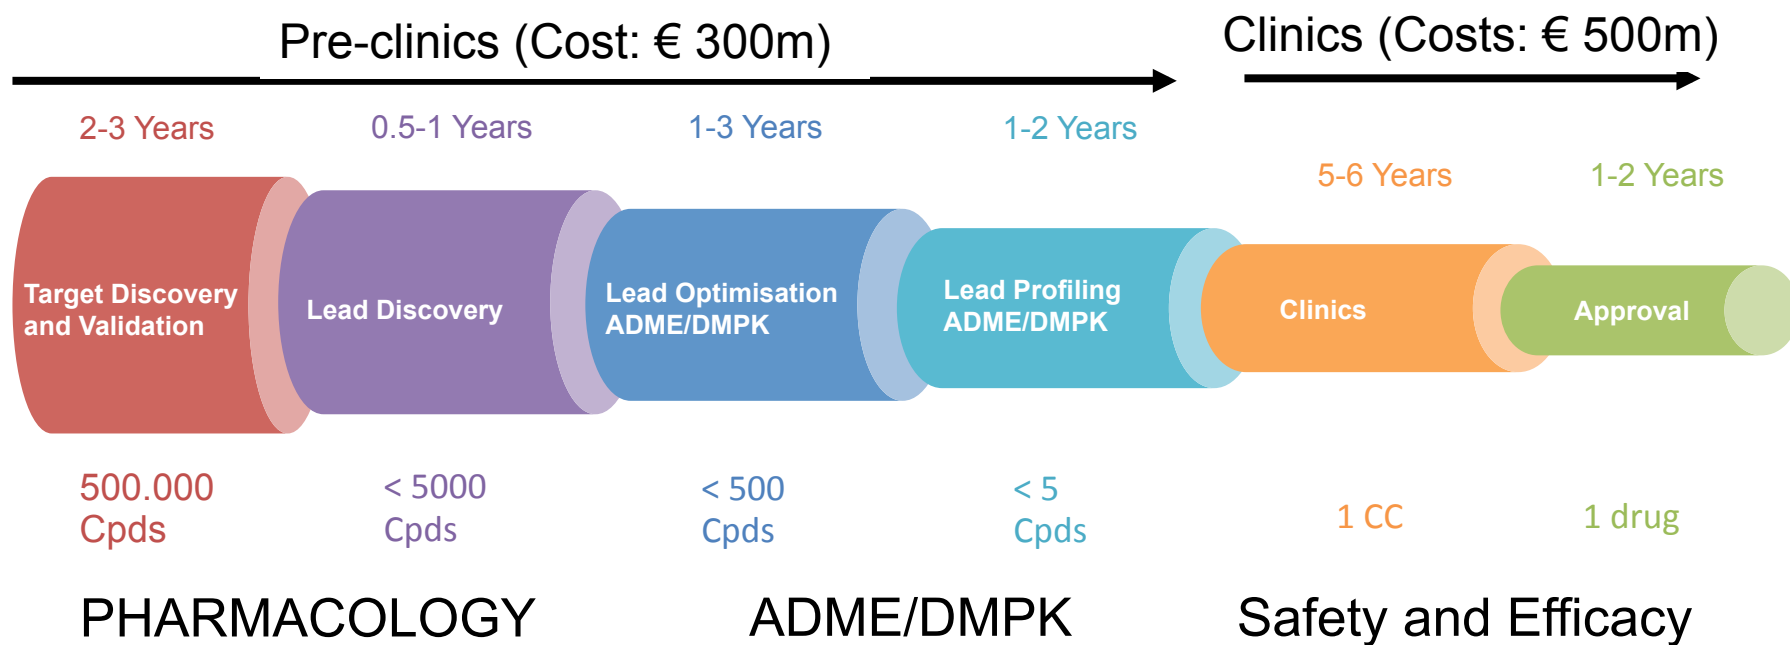 Pre-clinics (Cost: € 300m)
Clinics (Costs: € 500m)
2-3 Years
0.5-1 Years
1-3 Years
1-2 Years
5-6 Years
1-2 Years
Target Discovery
and Validation
Lead Discovery
Lead Optimisation
ADME/DMPK
Lead Profiling
ADME/DMPK
Clinics
Approval
500.000
Cpds
< 5000
Cpds
< 500
Cpds
< 5
Cpds
1 CC
1 drug
PHARMACOLOGY
ADME/DMPK
Safety and Efficacy